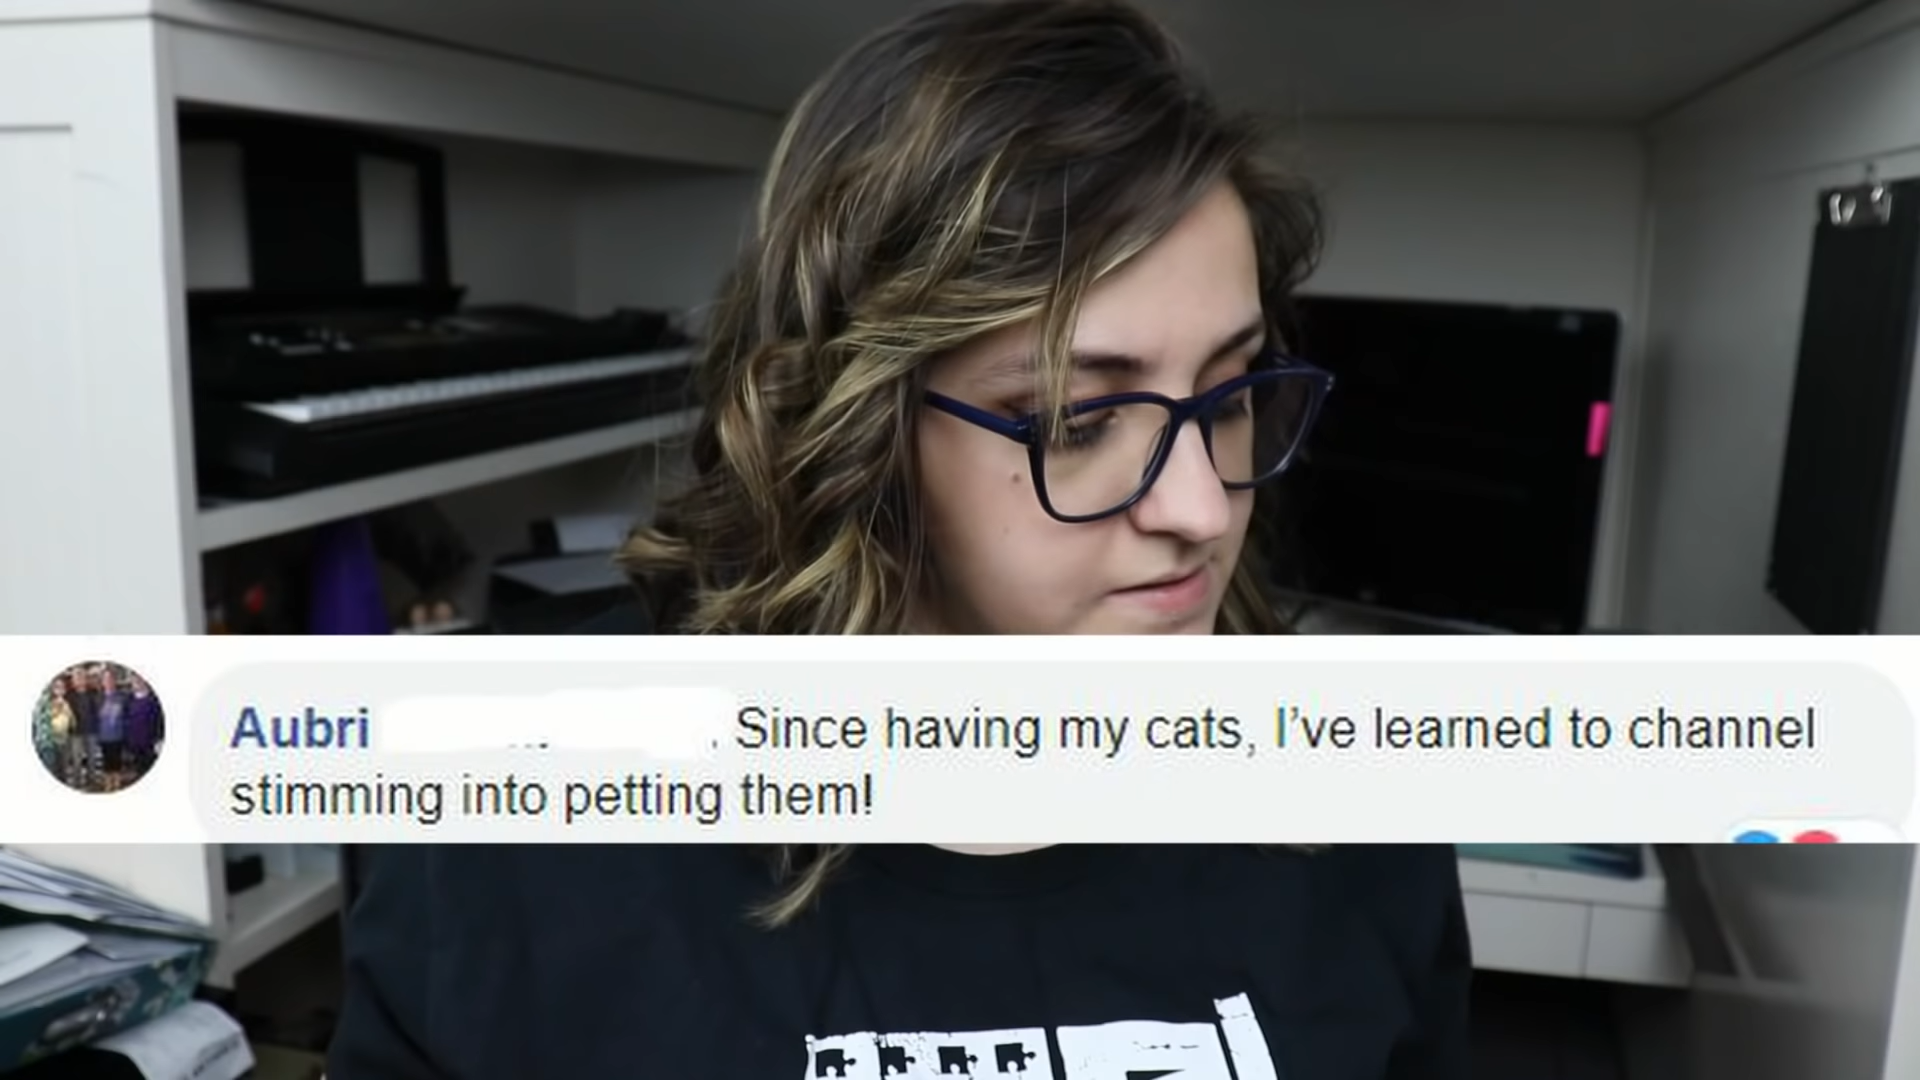 Aubri Since having my cats, I've learned to channel
stimming into petting them!